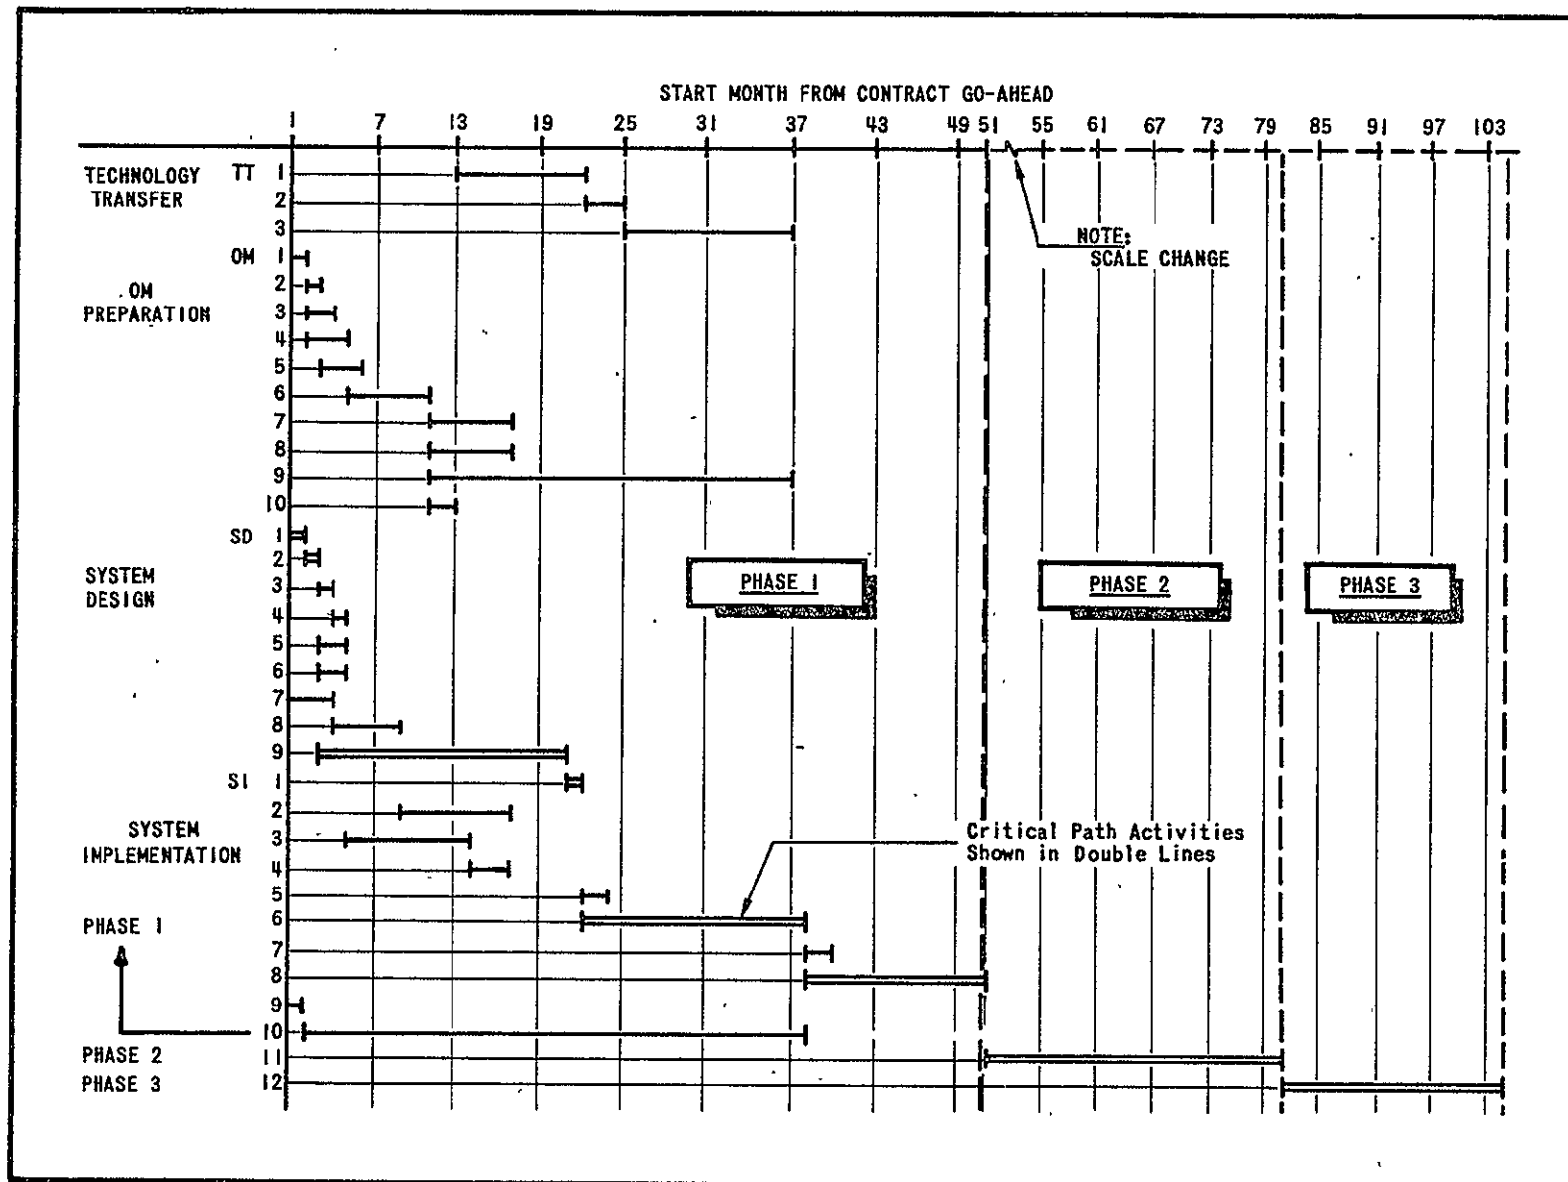 START MONTH FROM CONTRACT GO-AHEAD
1 7 13 19 25 31 37 43 49 51 55 61 67 73 79 85 91 97 103
TECHNOLOGY TRANSFER
TT 1
2
3
NOTE:
SCALE CHANGE
OM PREPARATION
OM 1
2
3
4
5
6
7
8
9
10
SYSTEM DESIGN
SD 1
2
3
4
5
6
7
8
9
PHASE 1
PHASE 2
PHASE 3
SYSTEM IMPLEMENTATION
SI 1
2
3
4
5
6
7
8
9
10
Critical Path Activities
Shown in Double Lines
PHASE 1
PHASE 2 11
PHASE 3 12